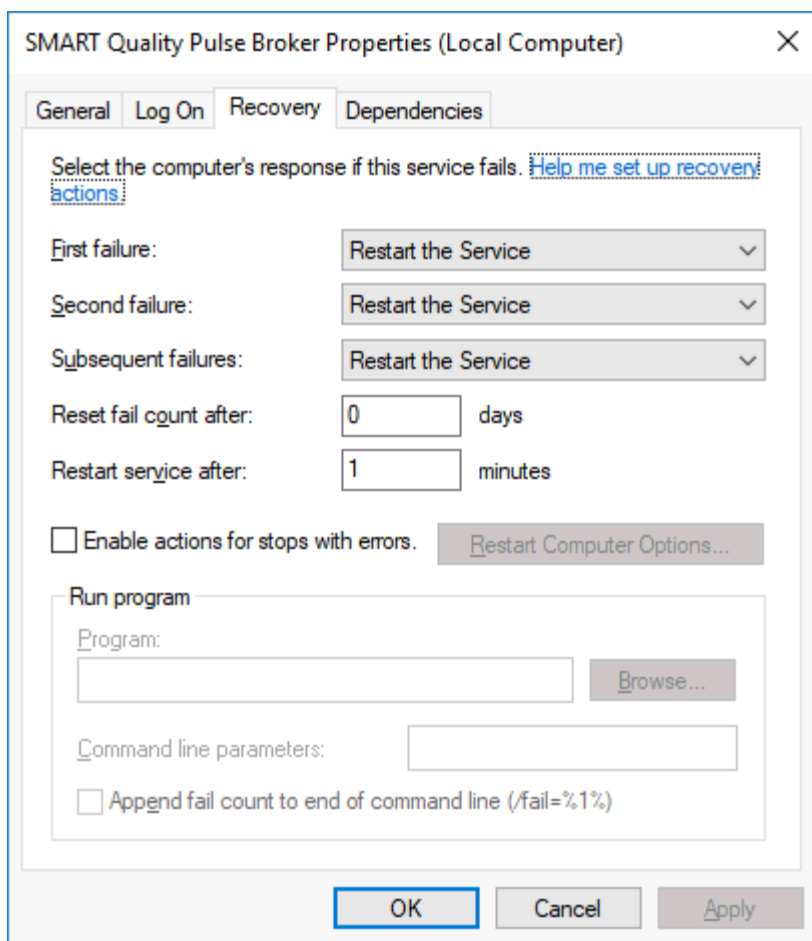 SMART Quality Pulse Broker Properties (Local Computer)
General Log On Recovery Dependencies
Select the computer's response if this service fails. Help me set up recovery
actions.
First failure: Restart the Service
Second failure: Restart the Service
Subsequent failures: Restart the Service
Reset fail count after: 0 days
Restart service after: 1 minutes
Enable actions for stops with errors. Restart Computer Options...
Run program
Program:
Browse...
Command line parameters:
Append fail count to end of command line (/fail=%1%)
OK Cancel Apply